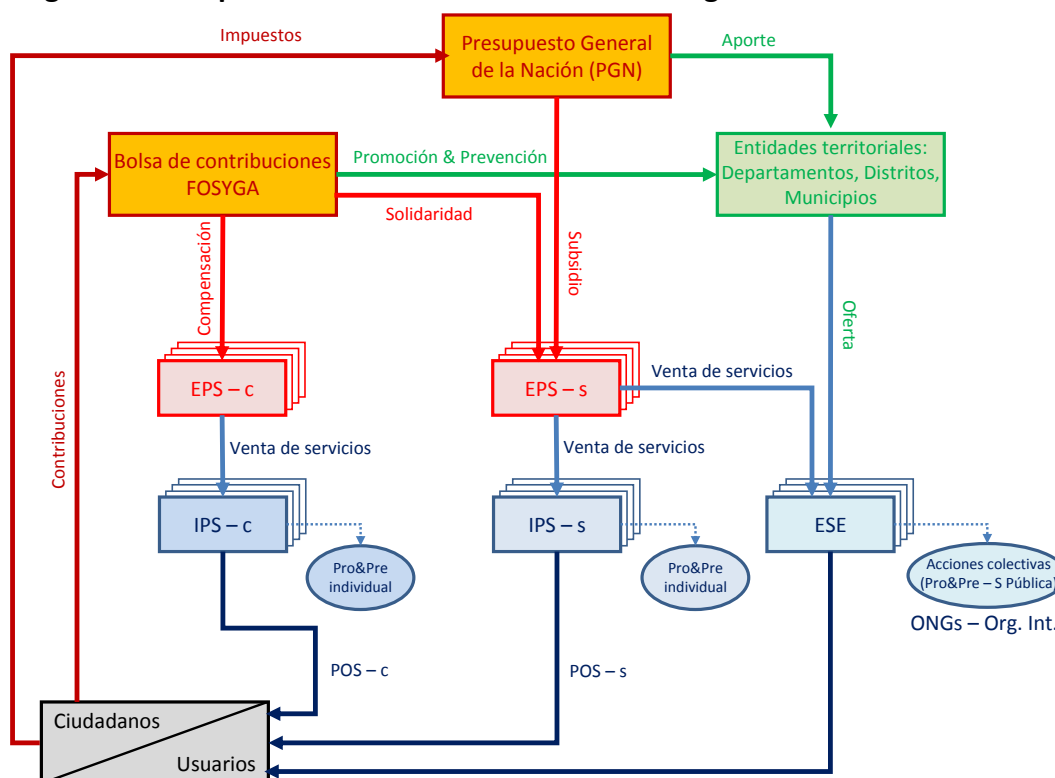 Impuestos
Presupuesto General
de la Nación (PGN)
Aporte
Bolsa de contribuciones
FOSYGA
Promoción & Prevención
Solidaridad
Entidades territoriales:
Departamentos, Distritos,
Municipios
Compensación
Subsidio
Oferta
Contribuciones
EPS – c
EPS – s
Venta de servicios
Venta de servicios
Venta de servicios
IPS – c
IPS – s
ESE
Pro&Pre
individual
Pro&Pre
individual
Acciones colectivas
(Pro&Pre – S Pública)
ONGs – Org. Int.
POS – c
POS – s
Ciudadanos
Usuarios